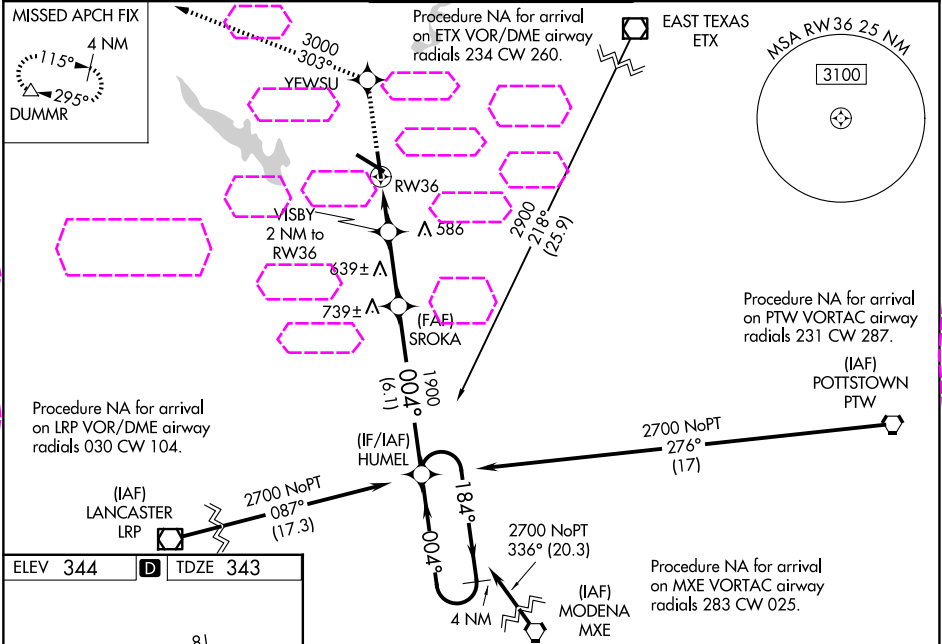 MISSED APCH FIX
4 NM
115°
295°
DUMMR
3000
303°
YEWSU
Procedure NA for arrival
on ETX VOR/DME airway
radials 234 CW 260.
EAST TEXAS
ETX
MSA RW36 25 NM
3100
RW36
VISBY
2 NM to
RW36
586
639±
739±
(FAF)
SROKA
2900
218°
(25.9)
1900
004°
(6.1)
Procedure NA for arrival
on PTW VORTAC airway
radials 231 CW 287.
(IAF)
POTTSTOWN
PTW
2700 NoPT
276°
(17)
Procedure NA for arrival
on LRP VOR/DME airway
radials 030 CW 104.
(IF/IAF)
HUMEL
(IAF)
LANCASTER
LRP
2700 NoPT
087°
(17.3)
184°
004°
4 NM
2700 NoPT
336° (20.3)
(IAF)
MODENA
MXE
Procedure NA for arrival
on MXE VORTAC airway
radials 283 CW 025.
ELEV 344
D
TDZE 343